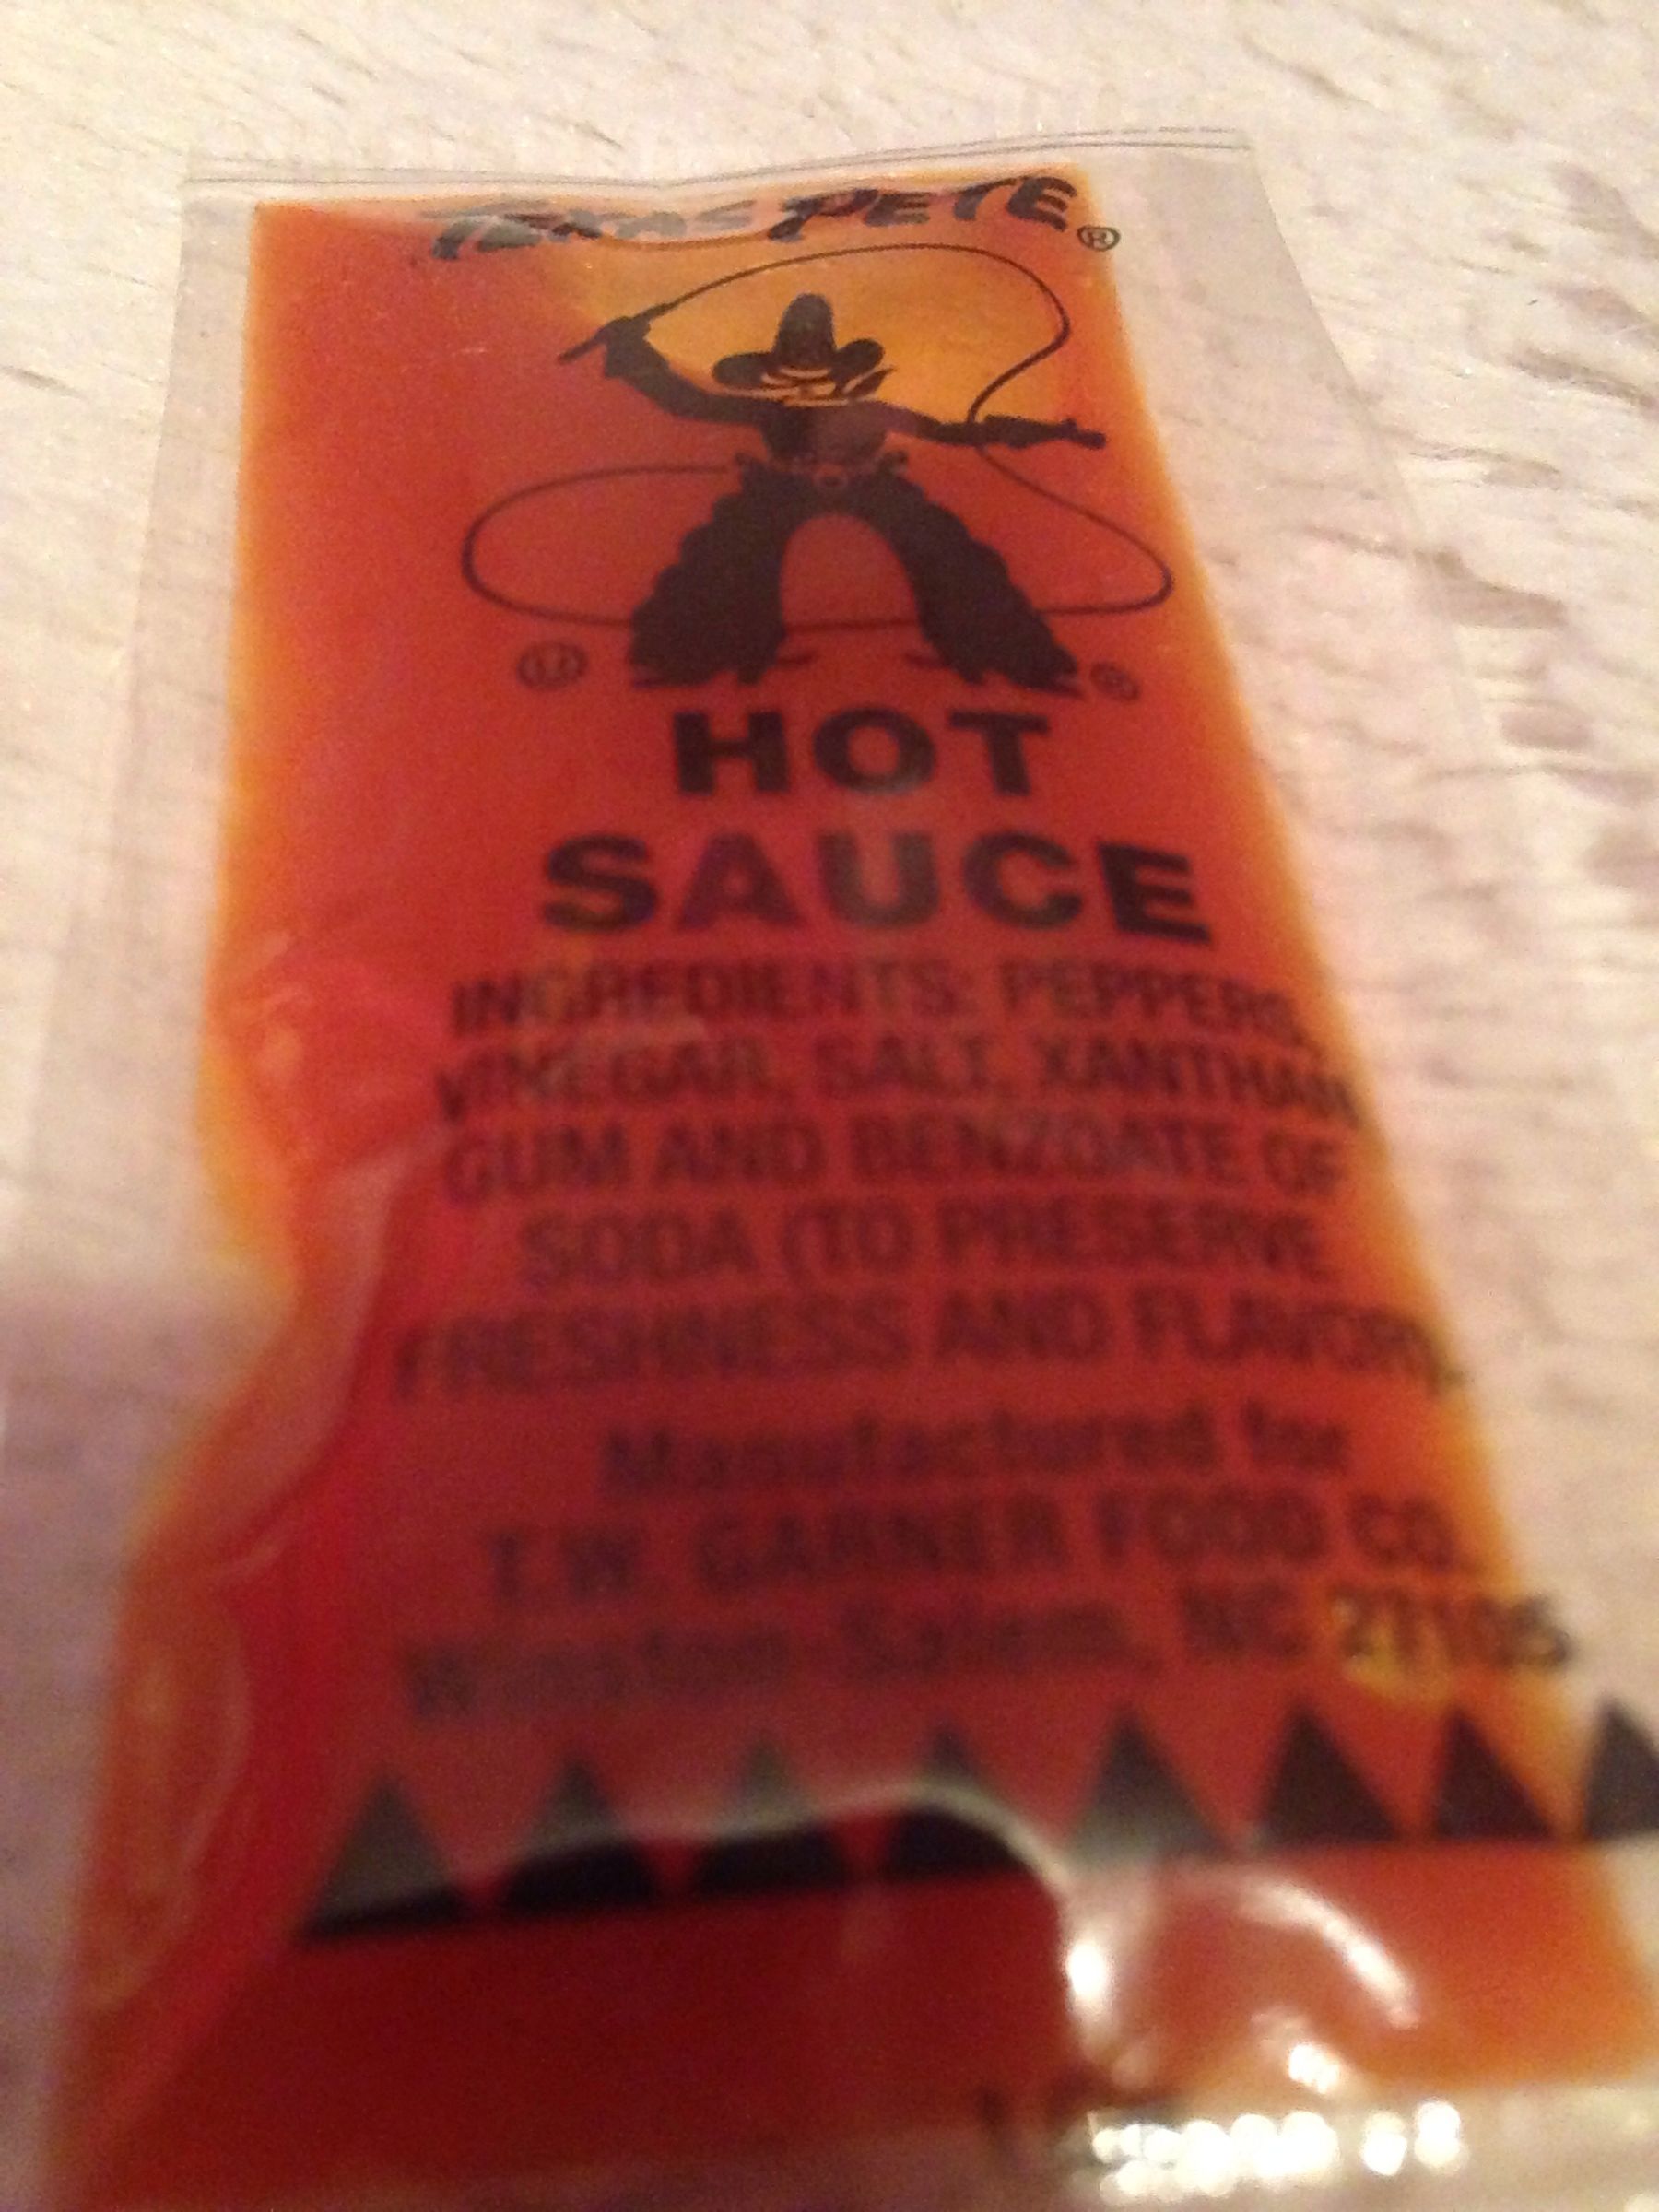 TEXAS PETE®
Ⓤ ®
HOT
SAUCE
INGREDIENTS: PEPPERS,
VINEGAR, SALT, XANTHAN
GUM AND BENZOATE OF
SODA (TO PRESERVE
FRESHNESS AND FLAVOR).
Manufactured for
T.W. GARNER FOOD CO.
Winston-Salem, NC 27105